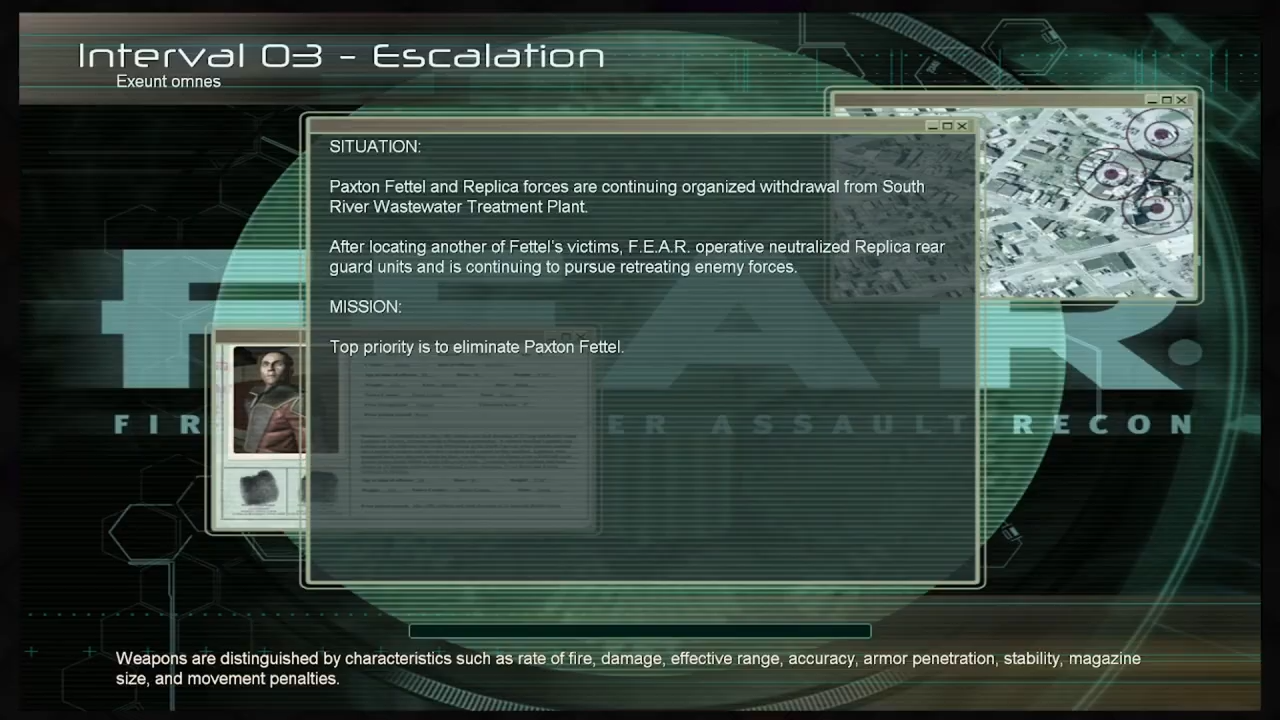 Interval 03 - Escalation
Exeunt omnes
SITUATION:
Paxton Fettel and Replica forces are continuing organized withdrawal from South
River Wastewater Treatment Plant.
After locating another of Fettel's victims, F.E.A.R. operative neutralized Replica rear
guard units and is continuing to pursue retreating enemy forces.
MISSION:
Top priority is to eliminate Paxton Fettel.
F.E.A.R.
FIR ER ASSAULT RECON
Weapons are distinguished by characteristics such as rate of fire, damage, effective range, accuracy, armor penetration, stability, magazine
size, and movement penalties.